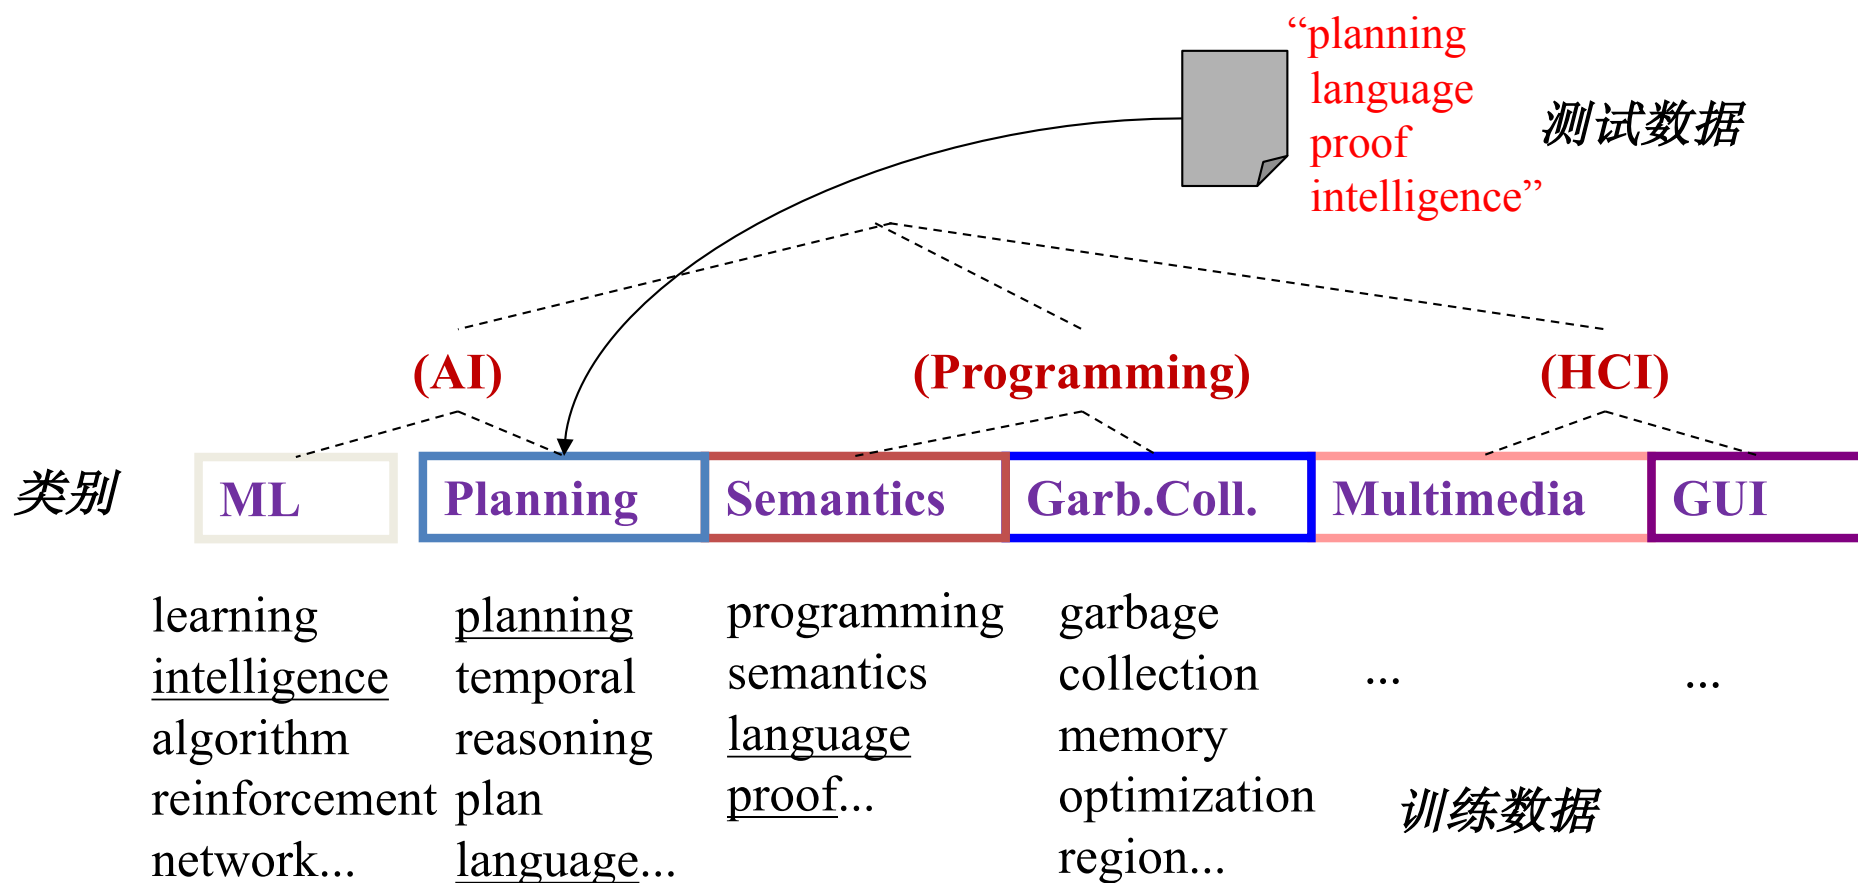 “planning
language
proof
intelligence”
测试数据
(AI)
(Programming)
(HCI)
类别
ML
Planning
Semantics
Garb.Coll.
Multimedia
GUI
learning
intelligence
algorithm
reinforcement
network...
planning
temporal
reasoning
plan
language...
programming
semantics
language
proof...
garbage
collection
memory
optimization
region...
...
...
训练数据